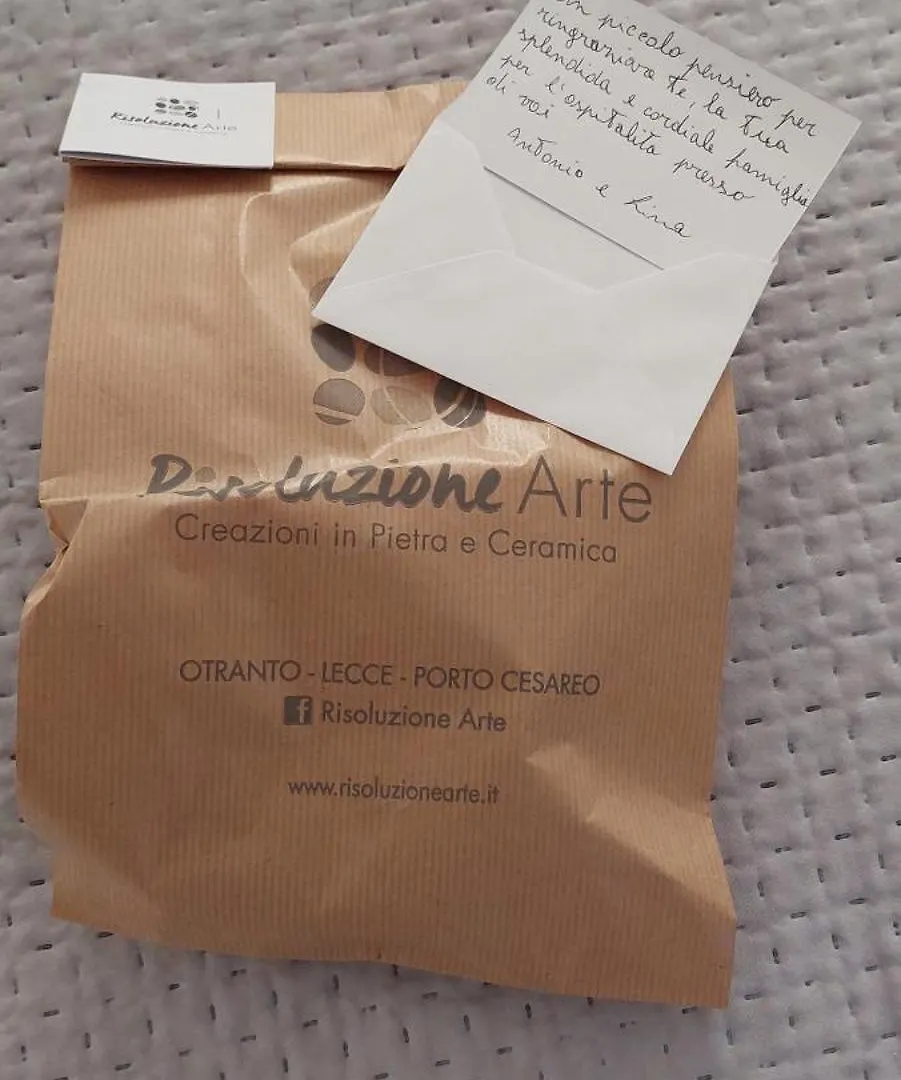 un piccolo pensiero per
ringraziare te, la tua
splendida e cordiale famiglia
per l'ospitalità presso
di voi
Antonio e Lina
Risoluzione Arte
Risoluzione Arte
Creazioni in Pietra e Ceramica
OTRANTO - LECCE - PORTO CESAREO
f Risoluzione Arte
www.risoluzionearte.it